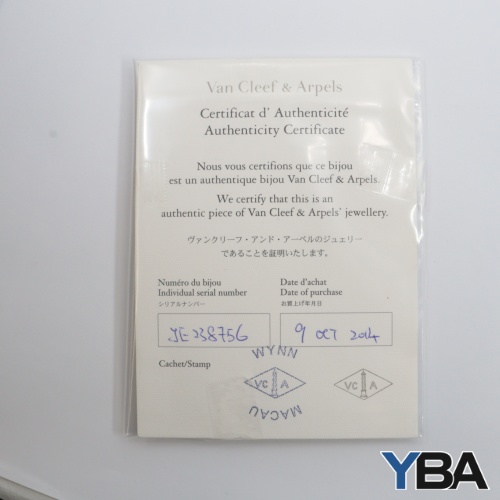 Van Cleef & Arpels
Certificat d' Authenticité
Authenticity Certificate
Nous vous certifions que ce bijou
est un authentique bijou Van Cleef & Arpels.
We certify that this is an
authentic piece of Van Cleef & Arpels' jewellery.
ヴァンクリーフ・アンド・アーペルのジュエリー
であることを証明いたします。
Numéro du bijou
Individual serial number
シリアルナンバー
JE 238756
Date d'achat
Date of purchase
お買上げ年月日
9 OCT 2014
Cachet/Stamp
WYNN
VC A
MACAU
VC A
YBA